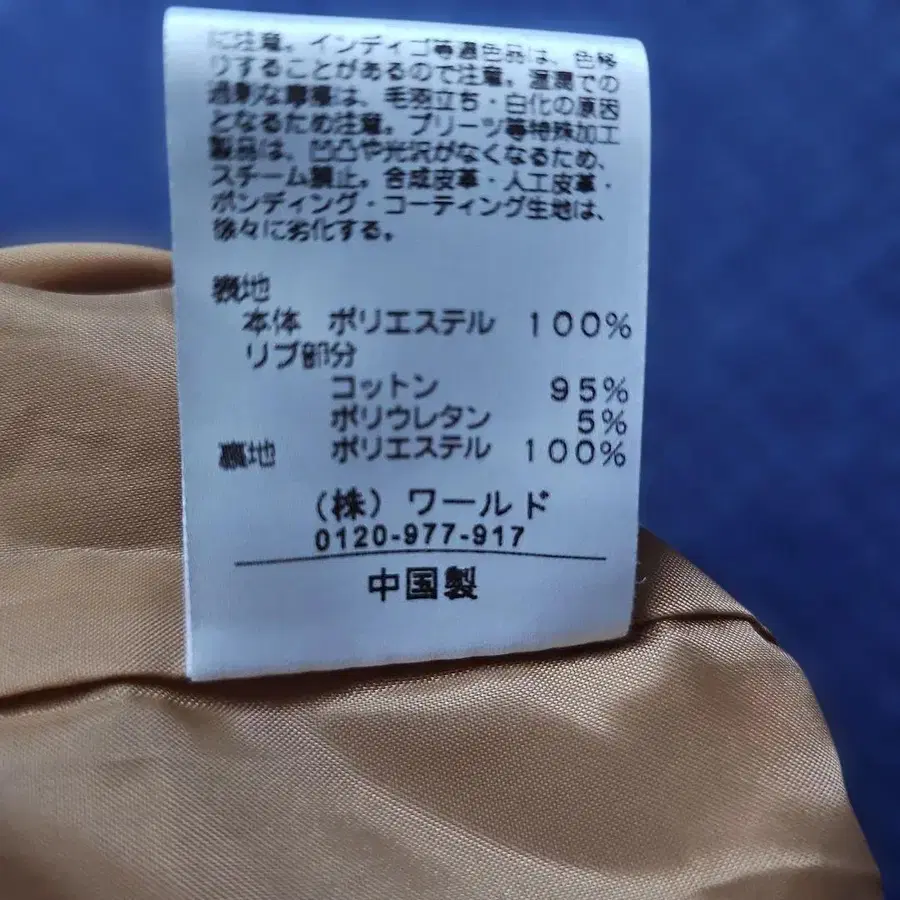 に注意。インディゴ等濃色品は、色移
りすることがあるので注意。湿潤での
過剰な摩擦は、毛羽立ち・白化の原因
となるため注意。プリーツ等特殊加工
製品は、凹凸や光沢がなくなるため、
スチーム禁止。合成皮革・人工皮革・
ボンディング・コーティング生地は、
徐々に劣化する。
表地
本体 ポリエステル 100%
リブ部分
コットン 95%
ポリウレタン 5%
裏地 ポリエステル 100%
(株)ワールド
0120-977-917
中国製